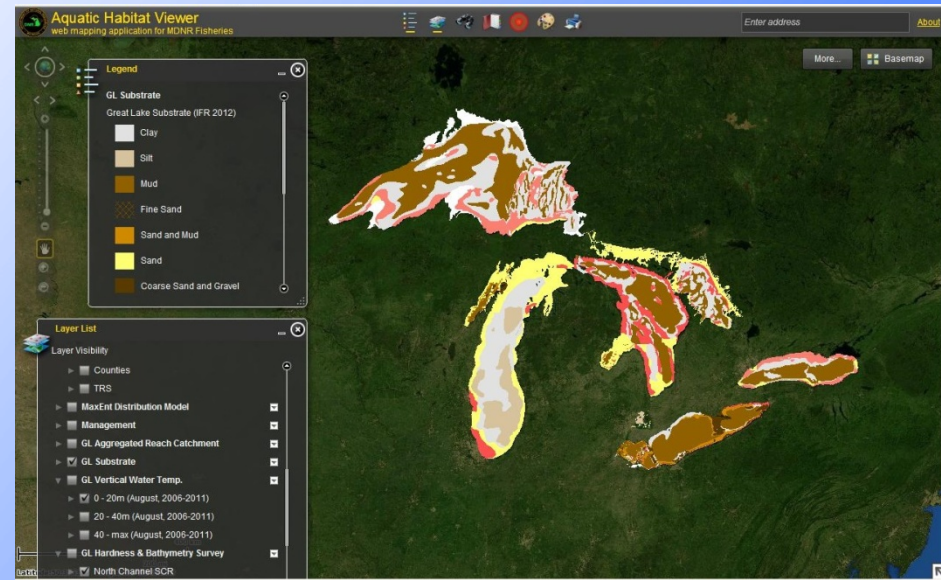 Aquatic Habitat Viewer
web mapping application for MDNR Fisheries
Enter address
About
More...
Basemap
Legend
GL Substrate
Great Lake Substrate (IFR 2012)
Clay
Silt
Mud
Fine Sand
Sand and Mud
Sand
Coarse Sand and Gravel
Layer List
Layer Visibility
Counties
TRS
MaxEnt Distribution Model
Management
GL Aggregated Reach Catchment
GL Substrate
GL Vertical Water Temp.
0 - 20m (August, 2006-2011)
20 - 40m (August, 2006-2011)
40 - max (August, 2006-2011)
GL Hardness & Bathymetry Survey
North Channel SCR